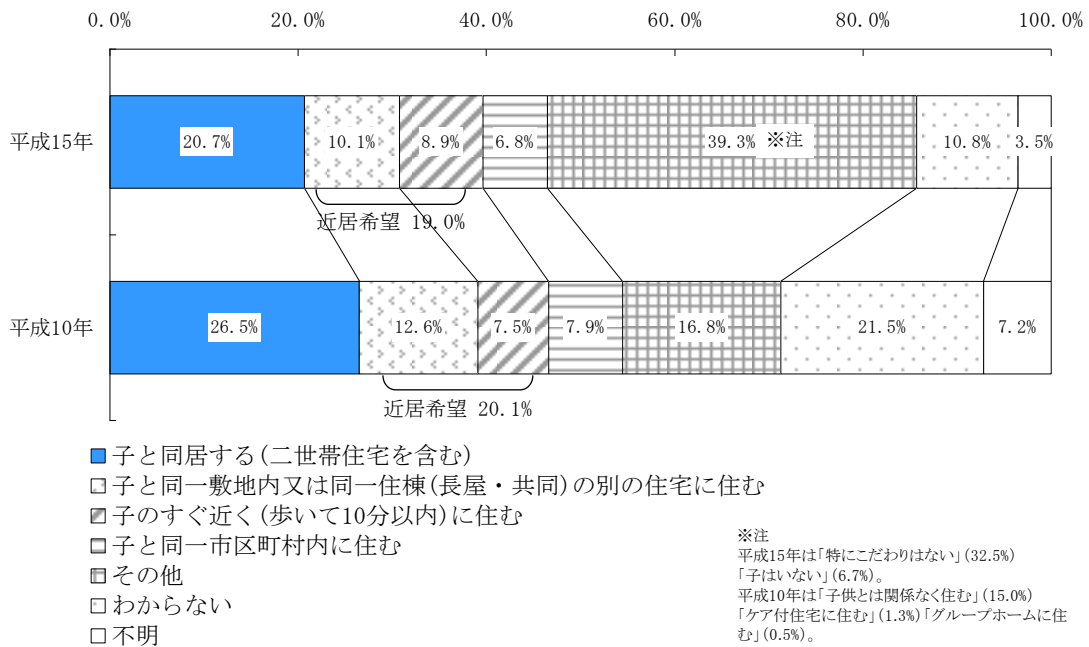 0.0% 20.0% 40.0% 60.0% 80.0% 100.0%
平成15年 20.7% 10.1% 8.9% 6.8% 39.3% ※注 10.8% 3.5%
近居希望 19.0%
平成10年 26.5% 12.6% 7.5% 7.9% 16.8% 21.5% 7.2%
近居希望 20.1%
子と同居する(二世帯住宅を含む)
子と同一敷地内又は同一住棟(長屋・共同)の別の住宅に住む
子のすぐ近く(歩いて10分以内)に住む
子と同一市区町村内に住む
その他
わからない
不明
※注
平成15年は「特にこだわりはない」(32.5%)
「子はいない」(6.7%)。
平成10年は「子供とは関係なく住む」(15.0%)
「ケア付住宅に住む」(1.3%)「グループホームに住
む」(0.5%)。